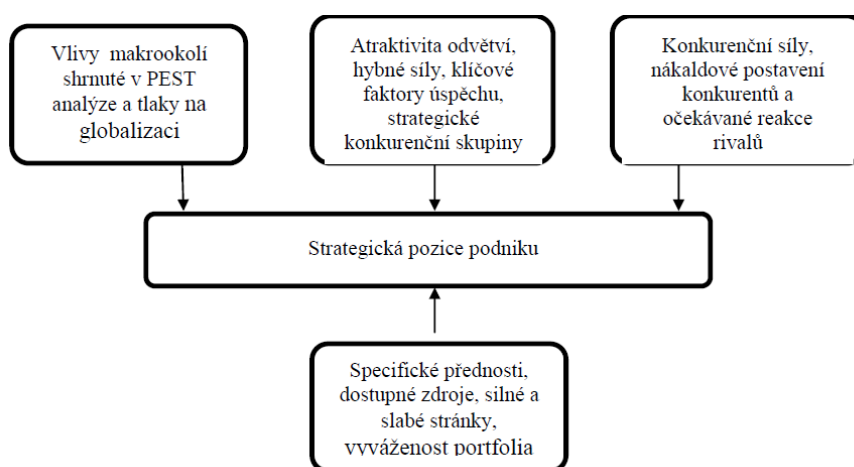 Vlivy makrookolí
shrnuté v PEST
analýze a tlaky na
globalizaci
Atraktivita odvětví,
hybné síly, klíčové
faktory úspěchu,
strategické
konkurenční skupiny
Konkurenční síly,
nákaldové postavení
konkurentů a
očekávané reakce
rivalů
Strategická pozice podniku
Specifické přednosti,
dostupné zdroje, silné a
slabé stránky,
vyváženost portfolia